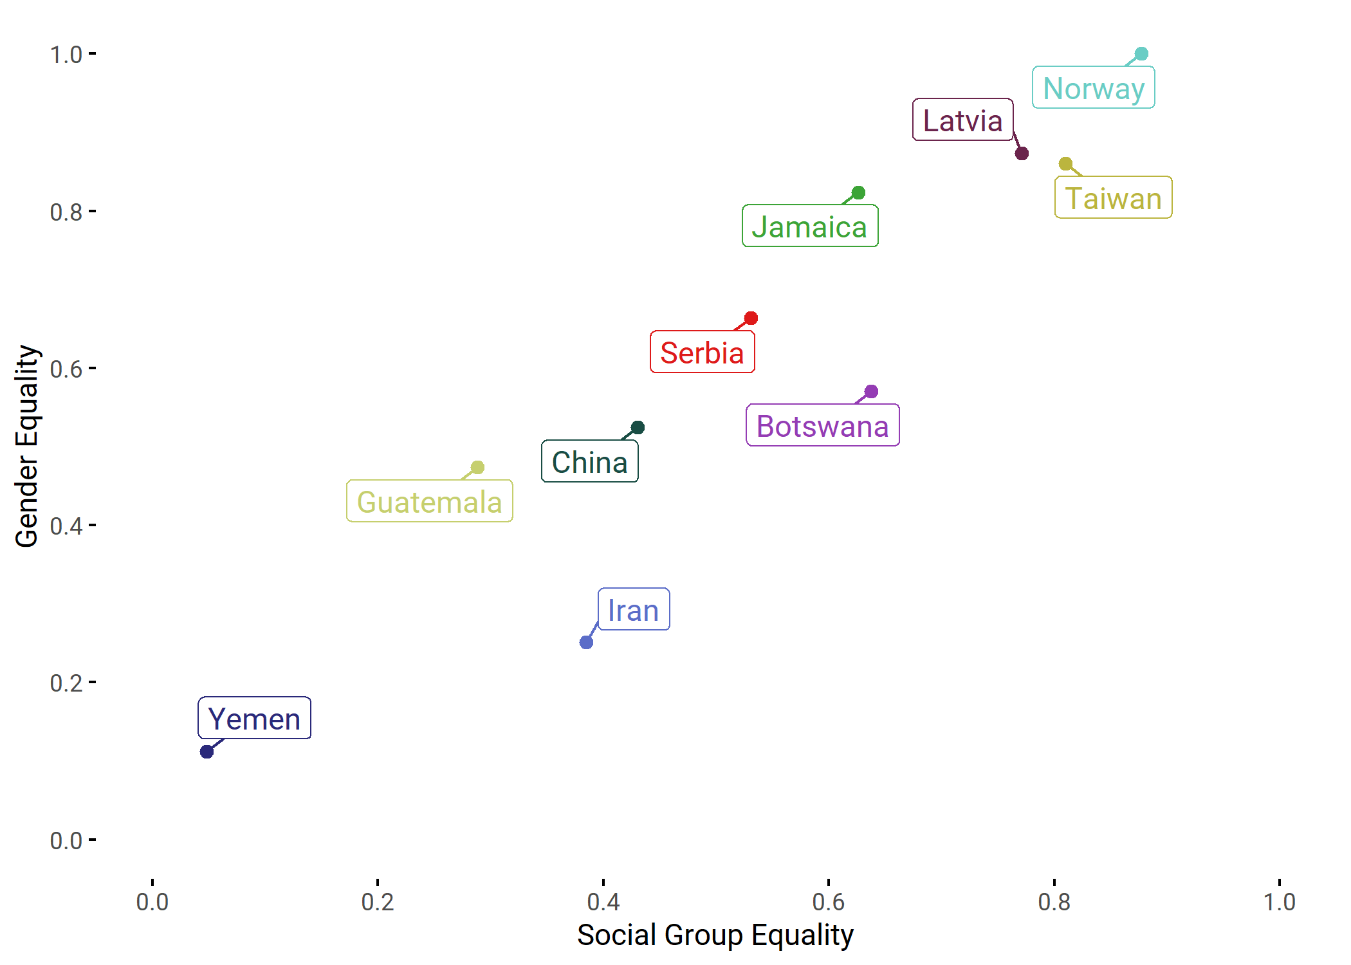 1.0
Norway
Latvia
Taiwan
0.8
Jamaica
Serbia
0.6
Botswana
China
Guatemala
Gender Equality
0.4
Iran
0.2
Yemen
0.0
0.0 0.2 0.4 0.6 0.8 1.0
Social Group Equality